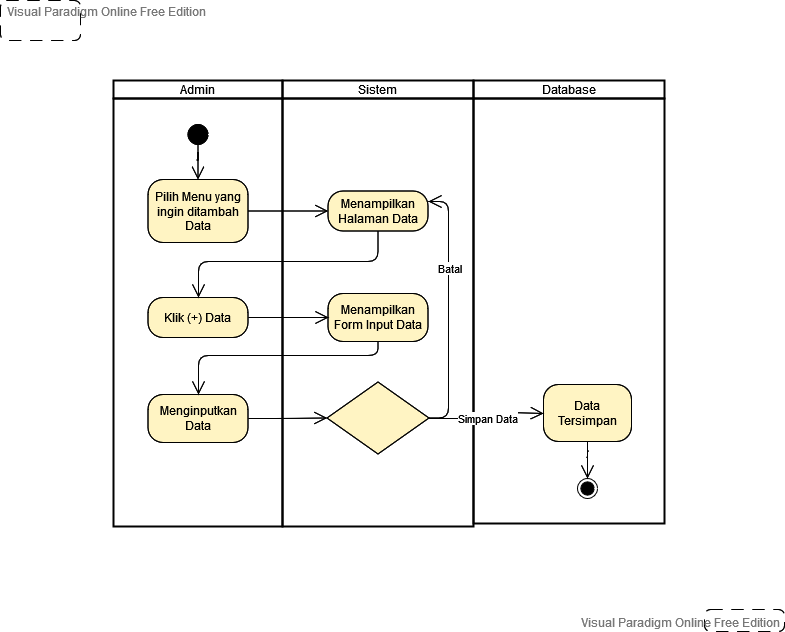 Visual Paradigm Online Free Edition
Admin
Sistem
Database
Pilih Menu yang
ingin ditambah
Data
Menampilkan
Halaman Data
Batal
Klik (+) Data
Menampilkan
Form Input Data
Menginputkan
Data
Simpan Data
Data
Tersimpan
Visual Paradigm Online Free Edition